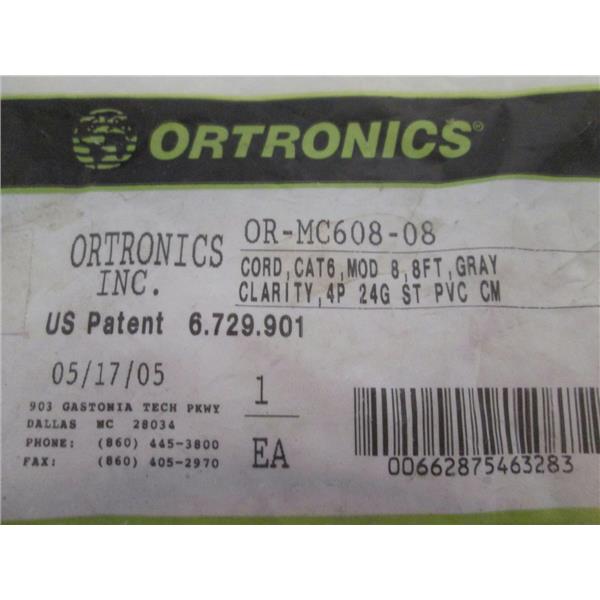 ORTRONICS®
ORTRONICS INC.
OR-MC608-08
CORD,CAT6,MOD 8,8FT,GRAY
CLARITY,4P 24G ST PVC CM
US Patent 6.729.901
05/17/05
1
EA
903 GASTONIA TECH PKWY
DALLAS NC 28034
PHONE: (860) 445-3800
FAX: (860) 405-2970
00662875463283